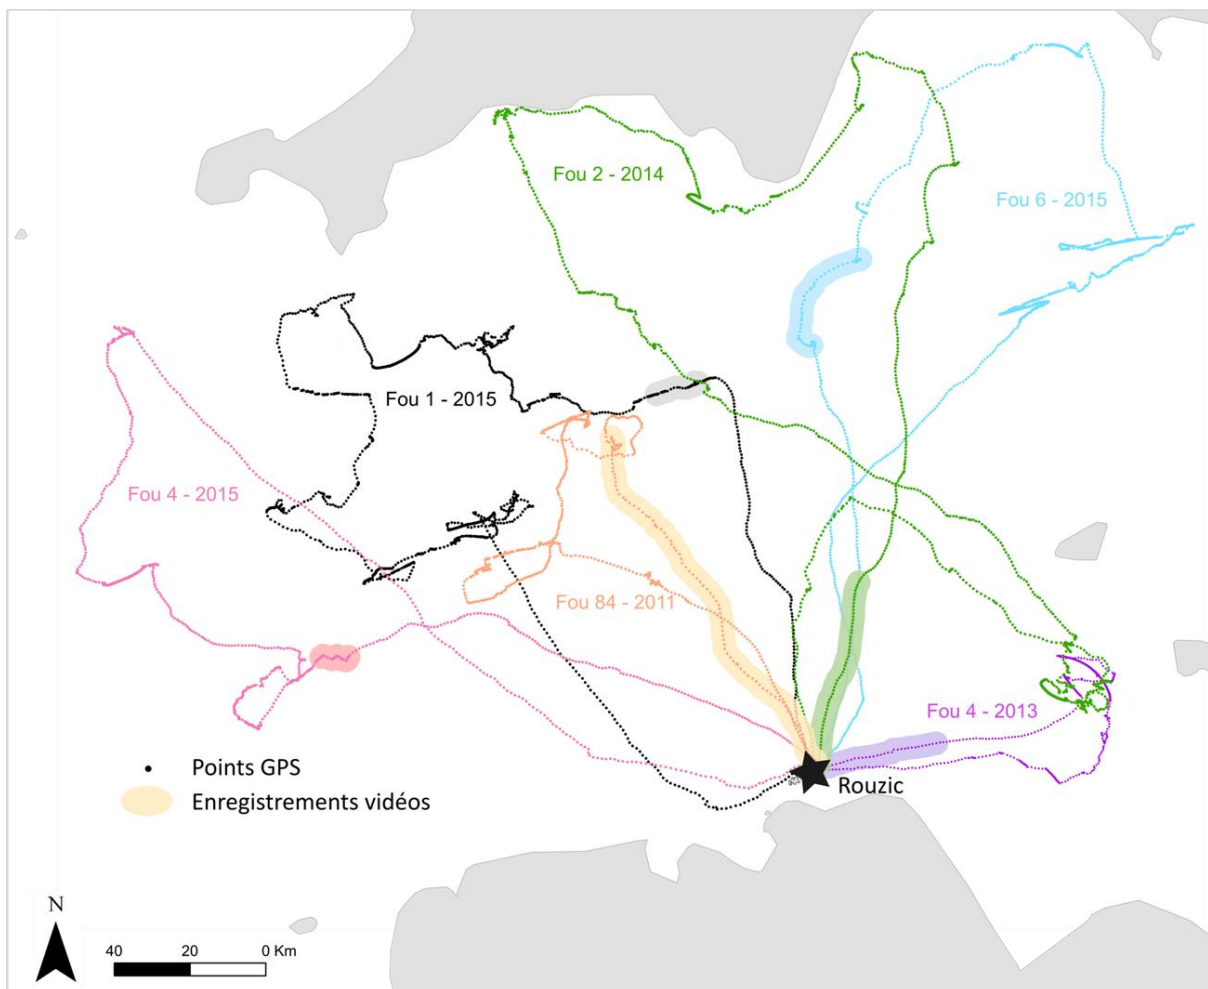 Fou 2 - 2014
Fou 6 - 2015
Fou 1 - 2015
Fou 4 - 2015
Fou 84 - 2011
Fou 4 - 2013
Points GPS
Rouzic
Enregistrements vidéos
N
40 20 0 Km